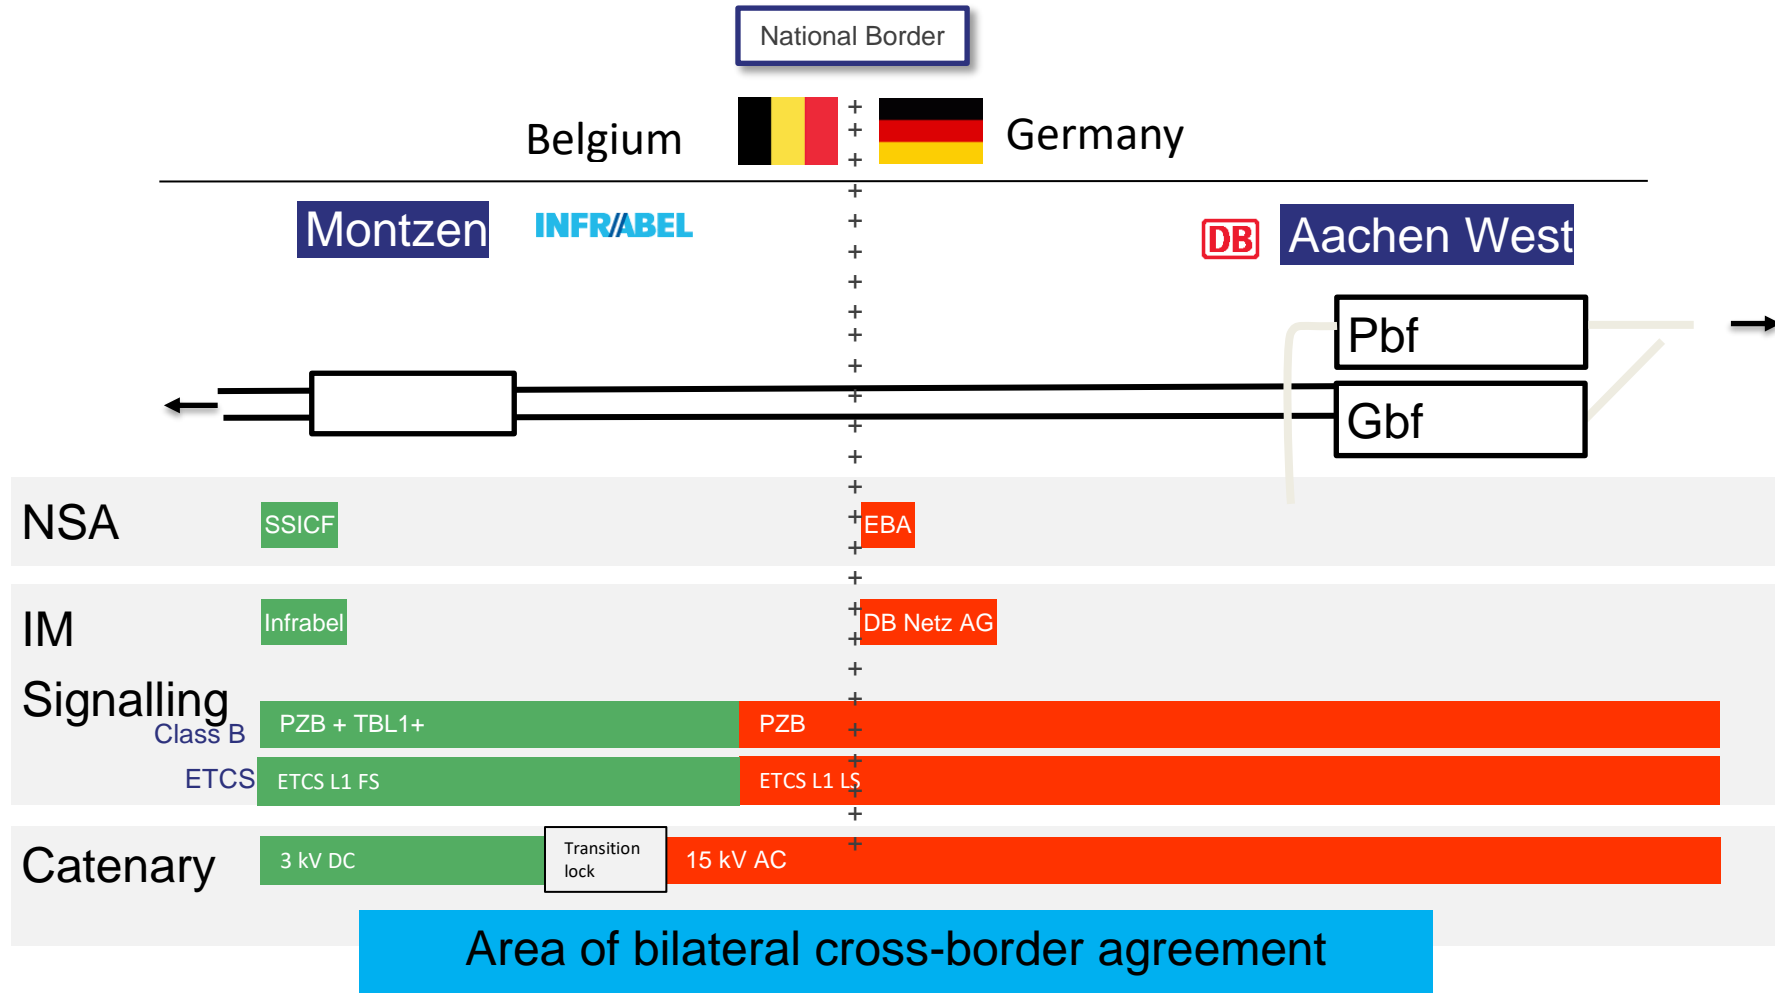 National Border
Belgium
Germany
Montzen
INFRABEL
DB
Aachen West
Pbf
Gbf
NSA
SSICF
EBA
IM
Infrabel
DB Netz AG
Signalling
Class B
PZB + TBL1+
PZB
ETCS
ETCS L1 FS
ETCS L1 LS
Catenary
3 kV DC
Transition
lock
15 kV AC
Area of bilateral cross-border agreement